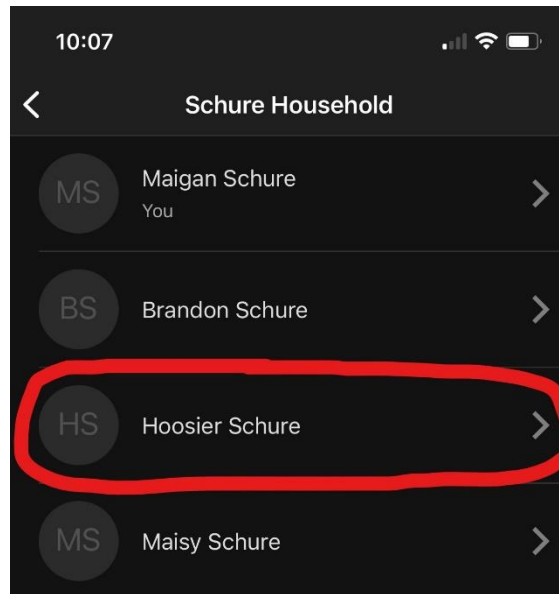 10:07
Schure Household
MS
Maigan Schure
You
BS
Brandon Schure
HS
Hoosier Schure
MS
Maisy Schure